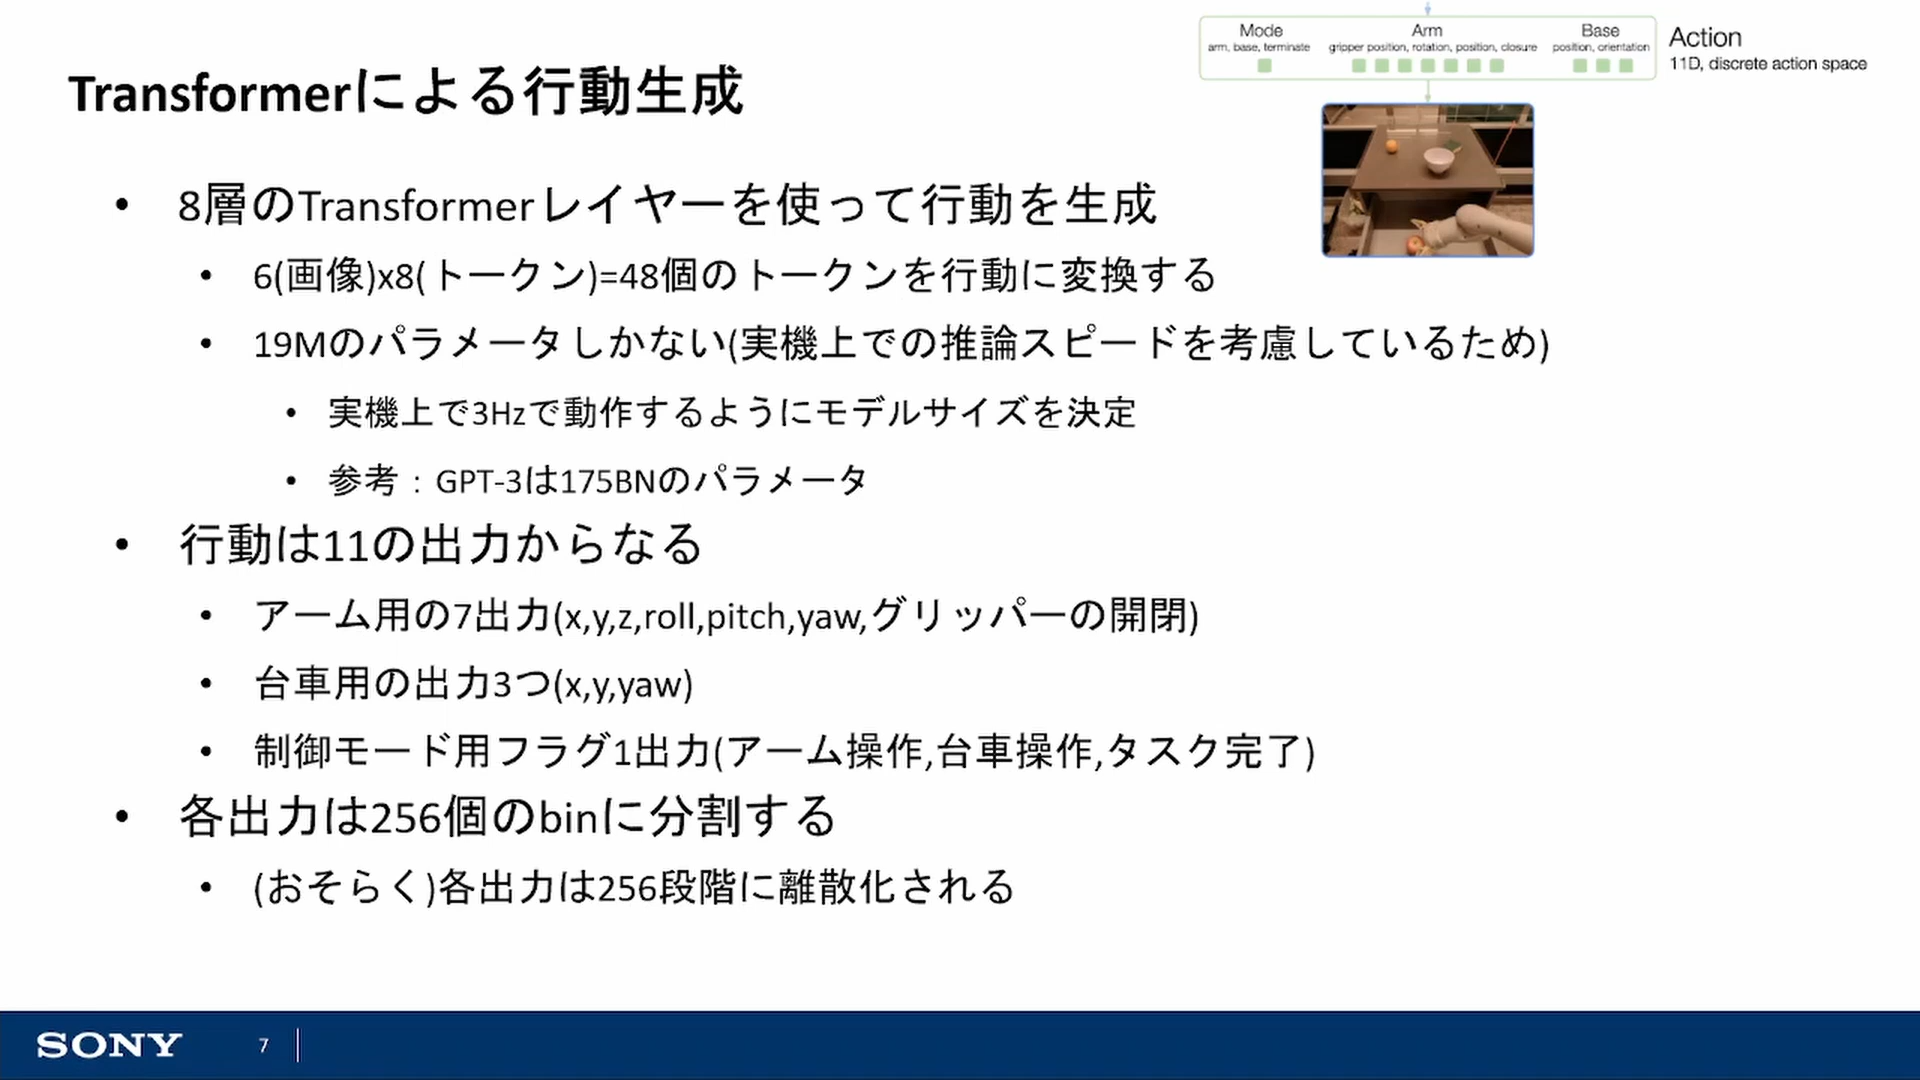 Transformerによる行動生成
Mode
arm, base, terminate
Arm
gripper position, rotation, position, closure
Base
position, orientation
Action
11D, discrete action space
• 8層のTransformerレイヤーを使って行動を生成
• 6(画像)x8(トークン)=48個のトークンを行動に変換する
• 19Mのパラメータしかない(実機上での推論スピードを考慮しているため)
• 実機上で3Hzで動作するようにモデルサイズを決定
• 参考：GPT-3は175BNのパラメータ
• 行動は11の出力からなる
• アーム用の7出力(x,y,z,roll,pitch,yaw,グリッパーの開閉)
• 台車用の出力3つ(x,y,yaw)
• 制御モード用フラグ1出力(アーム操作,台車操作,タスク完了)
• 各出力は256個のbinに分割する
• (おそらく)各出力は256段階に離散化される
SONY
7